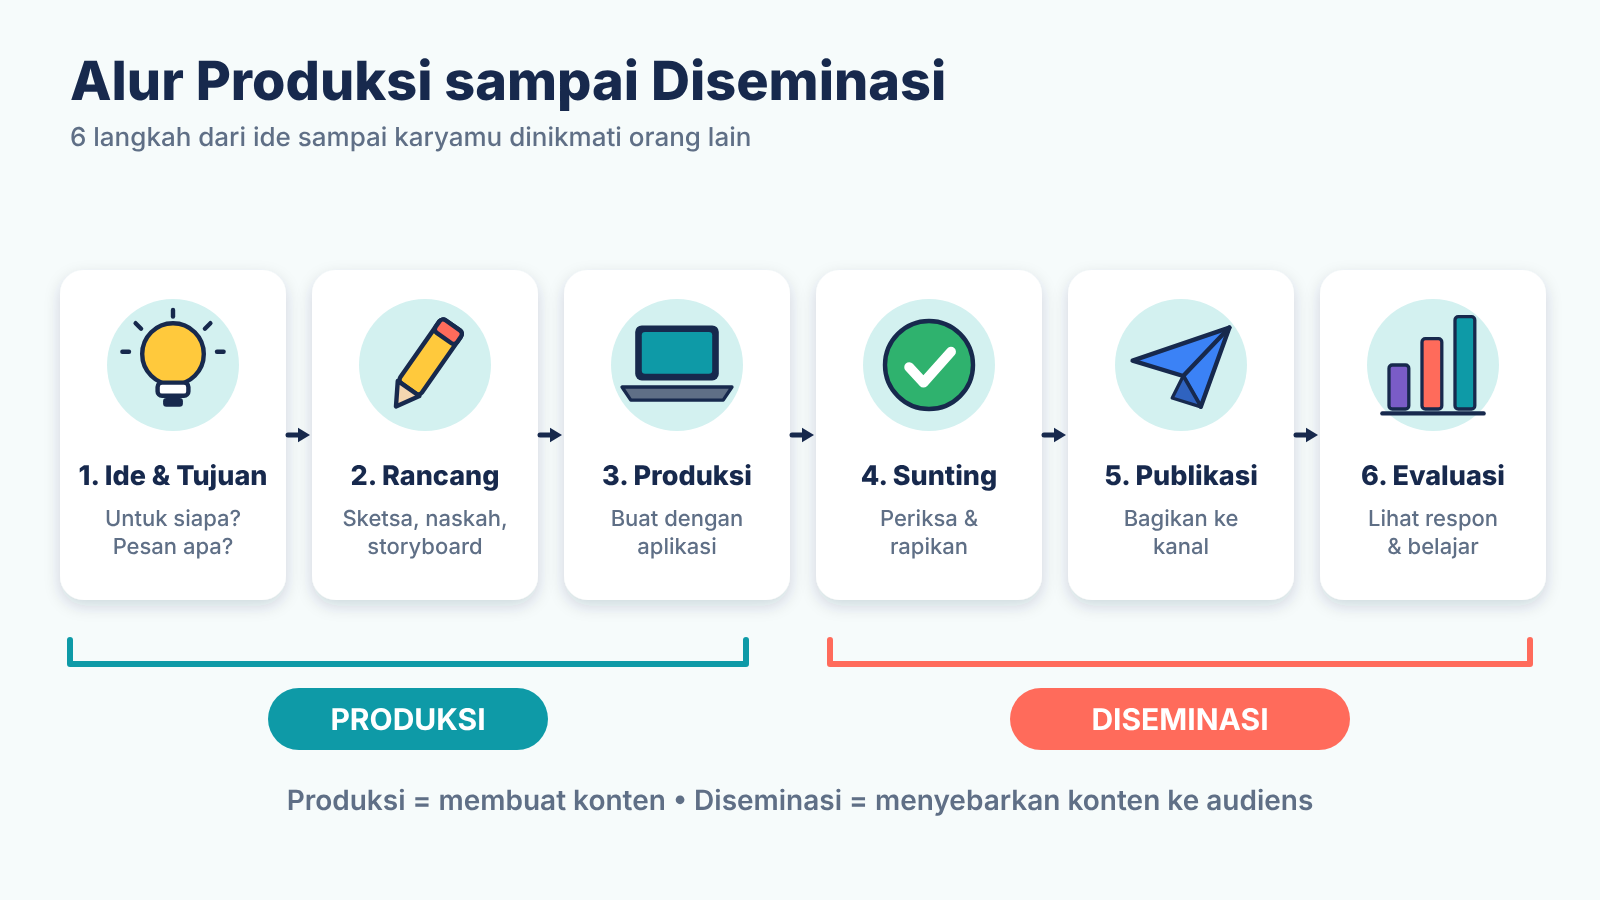 Alur Produksi sampai Diseminasi
6 langkah dari ide sampai karyamu dinikmati orang lain
1. Ide & Tujuan
Untuk siapa?
Pesan apa?
2. Rancang
Sketsa, naskah,
storyboard
3. Produksi
Buat dengan
aplikasi
4. Sunting
Periksa &
rapikan
5. Publikasi
Bagikan ke
kanal
6. Evaluasi
Lihat respon
& belajar
PRODUKSI
DISEMINASI
Produksi = membuat konten • Diseminasi = menyebarkan konten ke audiens